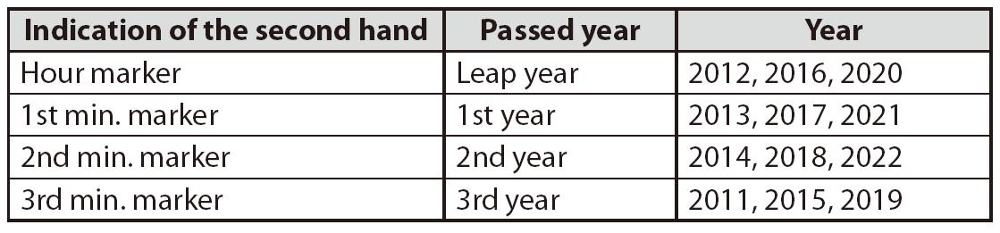 Indication of the second hand Passed year Year
Hour marker Leap year 2012, 2016, 2020
1st min. marker 1st year 2013, 2017, 2021
2nd min. marker 2nd year 2014, 2018, 2022
3rd min. marker 3rd year 2011, 2015, 2019